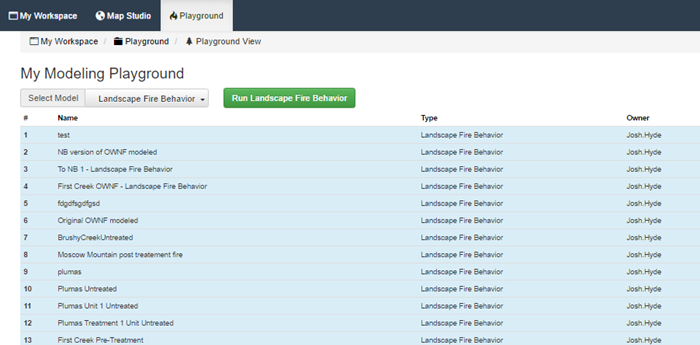 My Workspace Map Studio Playground
My Workspace / Playground / Playground View
My Modeling Playground
Select Model Landscape Fire Behavior Run Landscape Fire Behavior
# Name Type Owner
1 test Landscape Fire Behavior Josh.Hyde
2 NB version of OWNF modeled Landscape Fire Behavior Josh.Hyde
3 To NB 1 - Landscape Fire Behavior Landscape Fire Behavior Josh.Hyde
4 First Creek OWNF - Landscape Fire Behavior Landscape Fire Behavior Josh.Hyde
5 fdgdfsgdfgsd Landscape Fire Behavior Josh.Hyde
6 Original OWNF modeled Landscape Fire Behavior Josh.Hyde
7 BrushyCreekUntreated Landscape Fire Behavior Josh.Hyde
8 Moscow Mountain post treatement fire Landscape Fire Behavior Josh.Hyde
9 plumas Landscape Fire Behavior Josh.Hyde
10 Plumas Untreated Landscape Fire Behavior Josh.Hyde
11 Plumas Unit 1 Untreated Landscape Fire Behavior Josh.Hyde
12 Plumas Treatment 1 Unit Untreated Landscape Fire Behavior Josh.Hyde
13 First Creek Pre-Treatment Landscape Fire Behavior Josh.Hyde